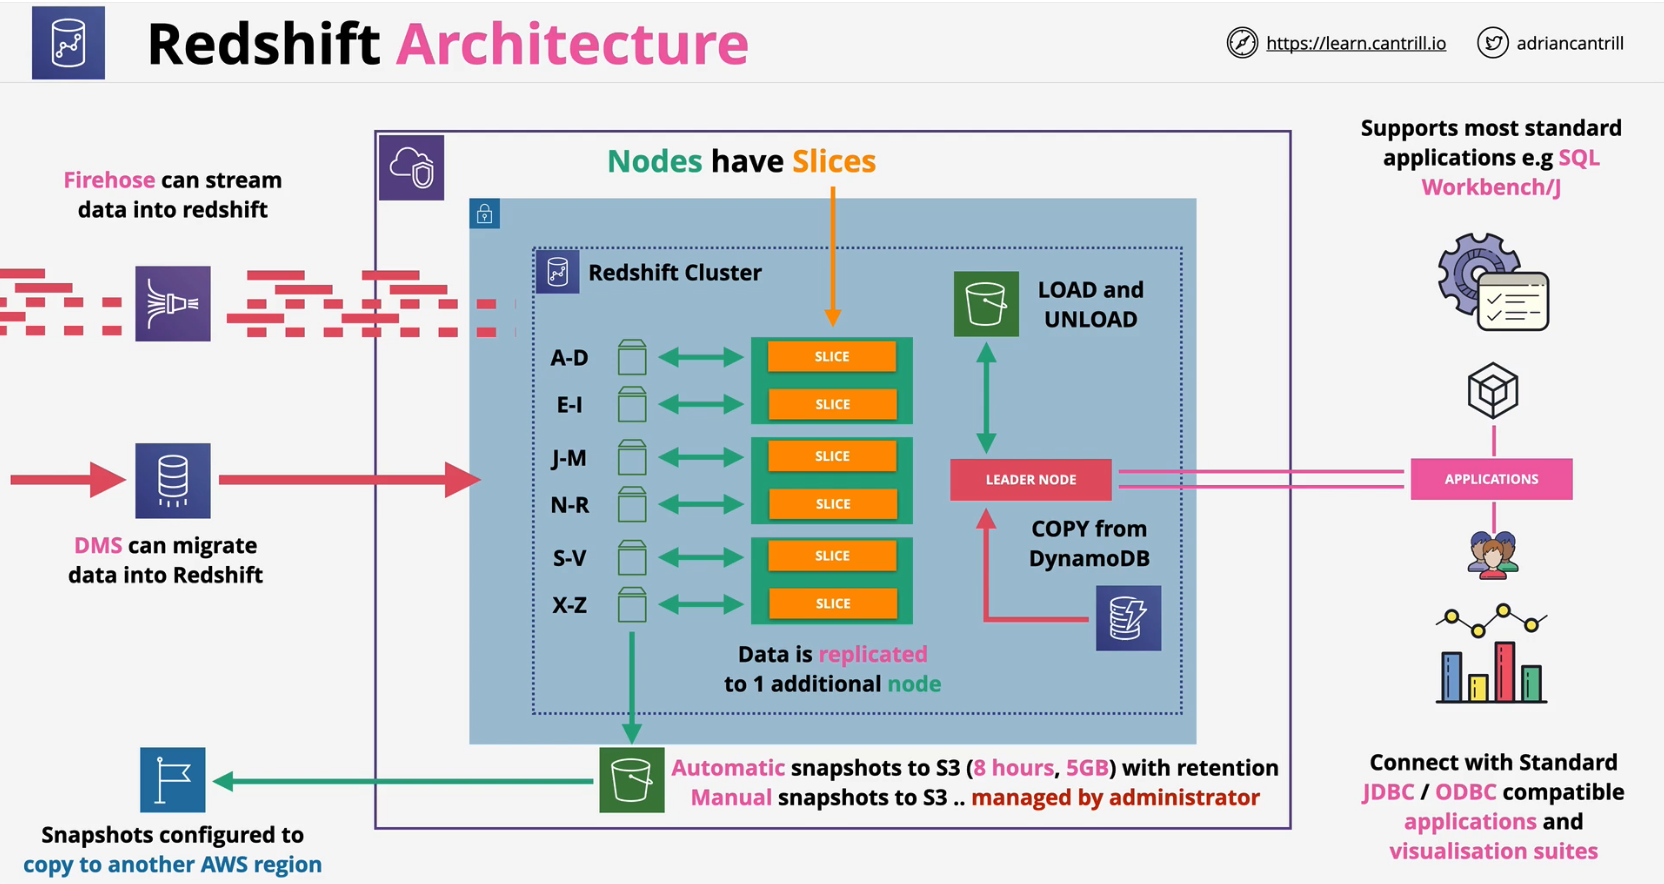 Redshift Architecture
https://learn.cantrill.io
adriancantrill
Firehose can stream
data into redshift
DMS can migrate
data into Redshift
Nodes have Slices
Redshift Cluster
A-D
SLICE
E-I
SLICE
J-M
SLICE
N-R
SLICE
S-V
SLICE
X-Z
SLICE
Data is replicated
to 1 additional node
LOAD and
UNLOAD
LEADER NODE
COPY from
DynamoDB
Automatic snapshots to S3 (8 hours, 5GB) with retention
Manual snapshots to S3 .. managed by administrator
Snapshots configured to
copy to another AWS region
Supports most standard
applications e.g SQL
Workbench/J
APPLICATIONS
Connect with Standard
JDBC / ODBC compatible
applications and
visualisation suites